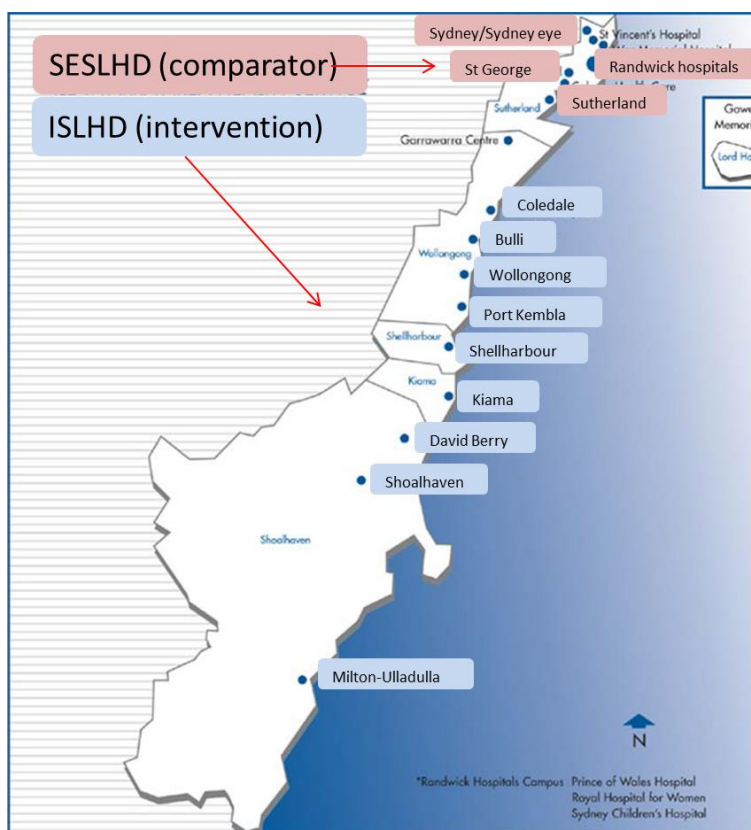 Sydney/Sydney eye
St Vincent's Hospital
SESLHD (comparator)
St George
Randwick hospitals
Sutherland
Sutherland
ISLHD (intervention)
Garrawarra Centre
Coledale
Bulli
Wollongong
Wollongong
Port Kembla
Shellharbour
Shellharbour
Kiama
Kiama
David Berry
Shoalhaven
Shoalhaven
Milton-Ulladulla
N
*Randwick Hospitals Campus Prince of Wales Hospital
Royal Hospital for Women
Sydney Children's Hospital